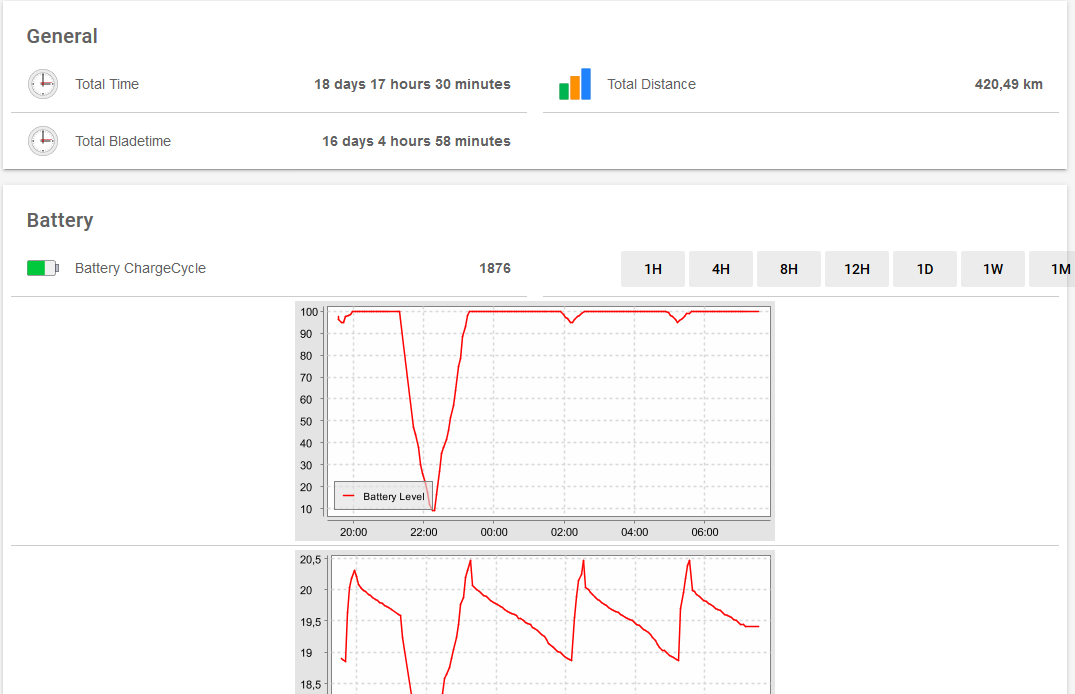 General
Total Time 18 days 17 hours 30 minutes Total Distance 420,49 km
Total Bladetime 16 days 4 hours 58 minutes
Battery
Battery ChargeCycle 1876 1H 4H 8H 12H 1D 1W 1M
100
90
80
70
60
50
40
30
20
10
Battery Level
20:00 22:00 00:00 02:00 04:00 06:00
20,5
20
19,5
19
18,5